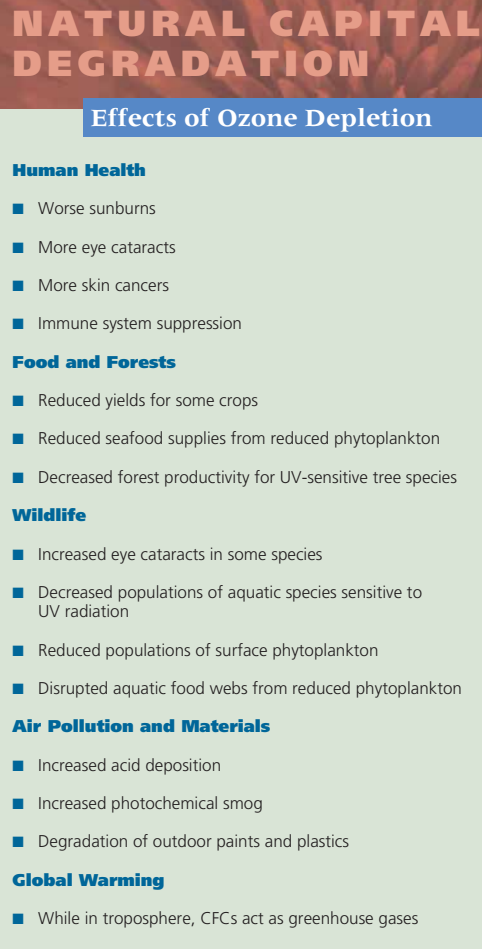 NATURAL CAPITAL
DEGRADATION
Effects of Ozone Depletion
Human Health
■ Worse sunburns
■ More eye cataracts
■ More skin cancers
■ Immune system suppression
Food and Forests
■ Reduced yields for some crops
■ Reduced seafood supplies from reduced phytoplankton
■ Decreased forest productivity for UV-sensitive tree species
Wildlife
■ Increased eye cataracts in some species
■ Decreased populations of aquatic species sensitive to
UV radiation
■ Reduced populations of surface phytoplankton
■ Disrupted aquatic food webs from reduced phytoplankton
Air Pollution and Materials
■ Increased acid deposition
■ Increased photochemical smog
■ Degradation of outdoor paints and plastics
Global Warming
■ While in troposphere, CFCs act as greenhouse gases